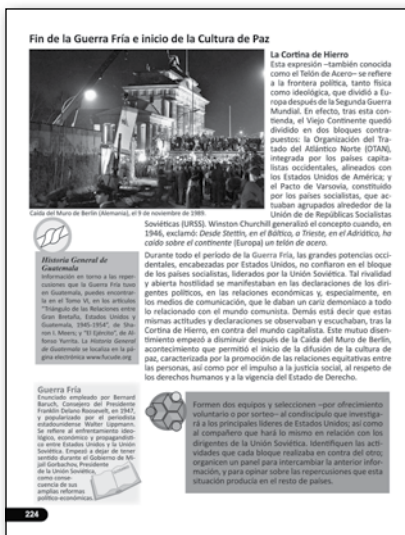 Fin de la Guerra Fría e inicio de la Cultura de Paz
La Cortina de Hierro
Esta expresión –también conocida
como el Telón de Acero– se refiere
a la frontera política, tanto física
como ideológica, que dividió a Eu-
ropa después de la Segunda Guerra
Mundial. En efecto, tras esta con-
tienda, el Viejo Continente quedó
dividido en dos bloques contra-
puestos: la Organización del Tra-
tado del Atlántico Norte (OTAN),
integrada por los países capita-
listas occidentales, alineados con
los Estados Unidos de América; y
el Pacto de Varsovia, constituido
por los países socialistas, que ac-
tuaban agrupados alrededor de la
Unión de de Repúblicas Socialistas
Soviéticas (URSS). Winston Churchill generalizó el concepto cuando, en
1946, exclamó: Desde Stettin, en el Báltico, a Trieste, en el Adriático, ha
caído sobre el continente (Europa) un telón de acero.
Caída del Muro de Berlín (Alemania), el 9 de noviembre de 1989.
Durante todo el período de la Guerra Fría, las grandes potencias occi-
dentales, encabezadas por Estados Unidos, no confiaron en el bloque
de los países socialistas, liderados por la Unión Soviética. Tal rivalidad
y abierta hostilidad se manifestaban en las declaraciones de los diri-
gentes políticos, en las relaciones económicas y, especialmente, en
los medios de comunicación, que le daban un cariz demoníaco a todo
lo relacionado con el mundo comunista. Demás está decir que estas
mismas actitudes y declaraciones se observaban y escuchaban, tras la
Cortina de Hierro, en contra del mundo capitalista. Este mutuo disen-
timiento empezó a disminuir después de la Caída del Muro de Berlín,
acontecimiento que permitió el inicio de la difusión de la cultura de
paz, caracterizada por la promoción de las relaciones equitativas entre
las personas, así como por el impulso a la justicia social, al respeto de
los derechos humanos y a la vigencia del Estado de Derecho.
Historia General de
Guatemala
Información en torno a las reper-
cusiones que la Guerra Fría tuvo
en Guatemala, puedes encontrar-
la en el Tomo VI, en los artículos
"Triángulo de las Relaciones entre
Gran Bretaña, Estados Unidos y
Guatemala, 1945-1954", de Sha-
ron I. Meers; y "El Ejército", de Al-
fonso Yurrita. La Historia General
de Guatemala se localiza en la pá-
gina electrónica www.fucude.org
Guerra Fría
Enunciado empleado por Bernard
Baruch, Consejero del Presidente
Franklin Delano Roosevelt, en 1947,
y popularizado por el periodista
estadounidense Walter Lippmann.
Se refiere al enfrentamiento ideo-
lógico, económico y propagandísti-
co entre Estados Unidos y la Unión
Soviética. Empezó a dejar de tener
sentido durante el Gobierno de Mi-
jaíl Gorbachov, Presidente
de la Unión Soviética,
como conse-
cuencia de sus
amplias reformas
político-económicas.
Formen dos equipos y seleccionen –por ofrecimiento
voluntario o por sorteo– al condiscípulo que investiga-
rá a los principales líderes de Estados Unidos; así como
al compañero que hará lo mismo en relación con los
dirigentes de la Unión Soviética. Identifiquen las acti-
vidades que cada bloque realizaba en contra del otro;
organicen un panel para intercambiar la anterior infor-
mación, y para opinar sobre las repercusiones que esta
situación producía en el resto de países.
224